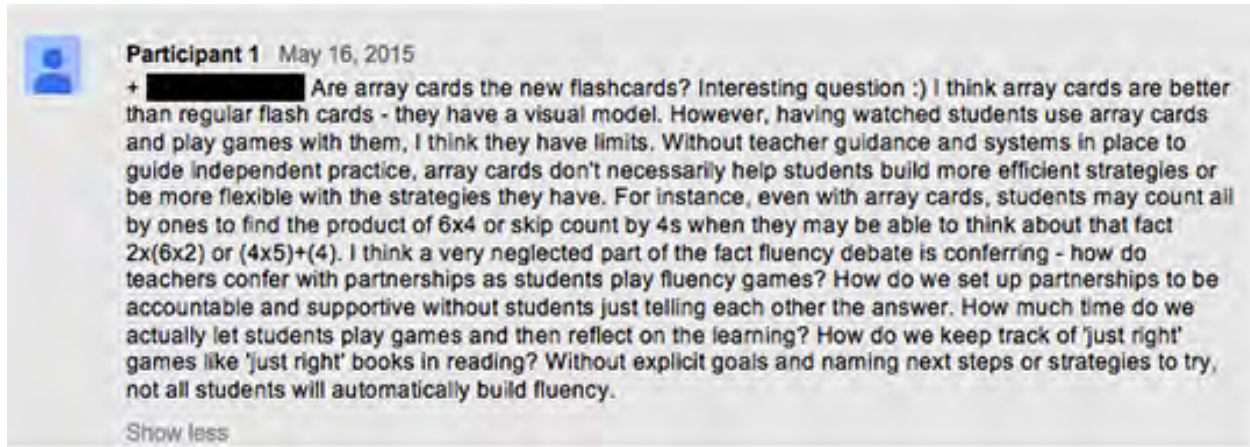 Participant 1 May 16, 2015
+ Are array cards the new flashcards? Interesting question :) I think array cards are better
than regular flash cards - they have a visual model. However, having watched students use array cards
and play games with them, I think they have limits. Without teacher guidance and systems in place to
guide independent practice, array cards don't necessarily help students build more efficient strategies or
be more flexible with the strategies they have. For instance, even with array cards, students may count all
by ones to find the product of 6x4 or skip count by 4s when they may be able to think about that fact
2x(6x2) or (4x5)+(4). I think a very neglected part of the fact fluency debate is conferring - how do
teachers confer with partnerships as students play fluency games? How do we set up partnerships to be
accountable and supportive without students just telling each other the answer. How much time do we
actually let students play games and then reflect on the learning? How do we keep track of 'just right'
games like 'just right' books in reading? Without explicit goals and naming next steps or strategies to try,
not all students will automatically build fluency.
Show less